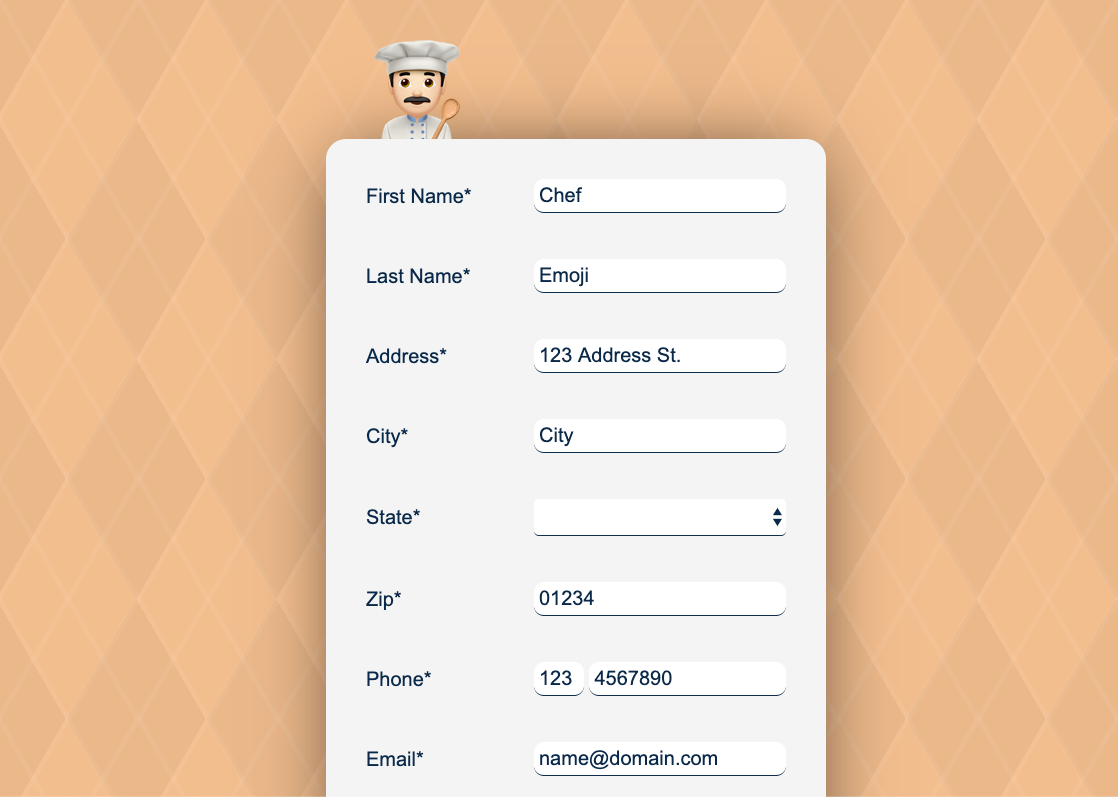 First Name* Chef
Last Name* Emoji
Address* 123 Address St.
City* City
State*
Zip* 01234
Phone* 123 4567890
Email* name@domain.com